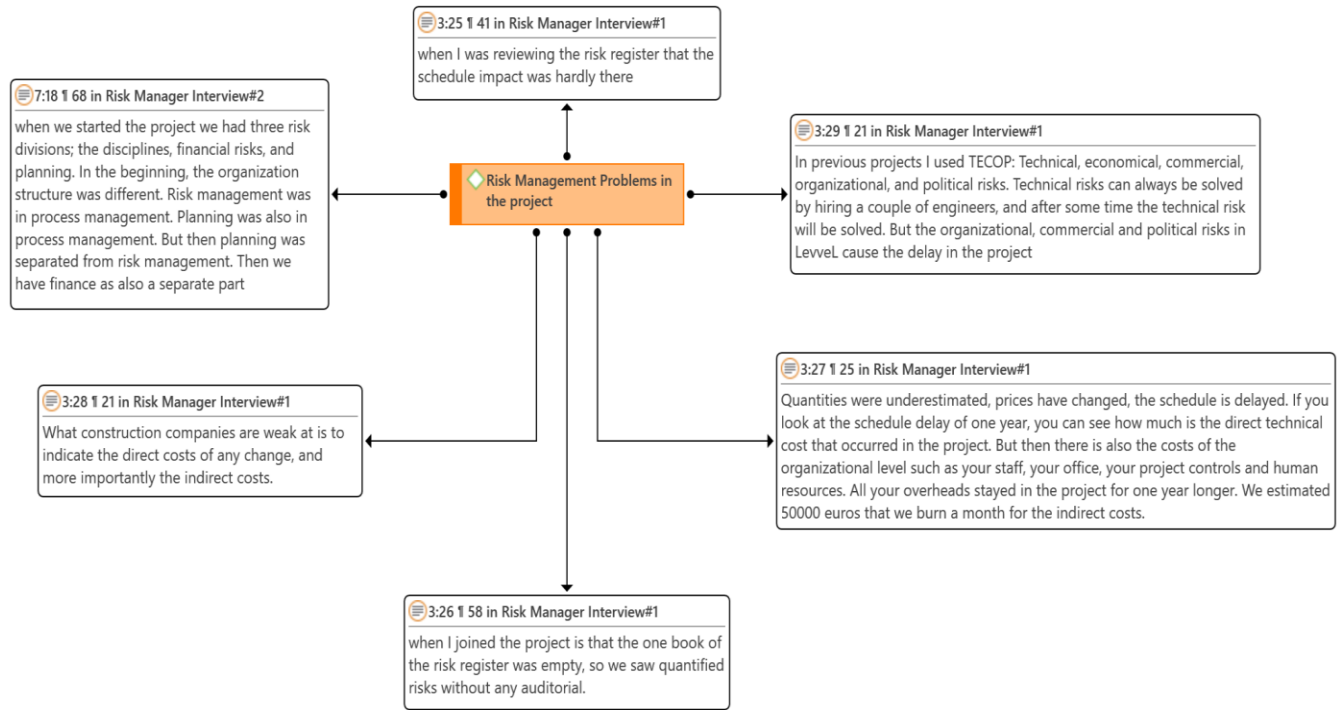 3:25 ¶ 41 in Risk Manager Interview#1
when I was reviewing the risk register that the
schedule impact was hardly there
7:18 ¶ 68 in Risk Manager Interview#2
when we started the project we had three risk
divisions; the disciplines, financial risks, and
planning. In the beginning, the organization
structure was different. Risk management was
in process management. Planning was also in
process management. But then planning was
separated from risk management. Then we
have finance as also a separate part
Risk Management Problems in
the project
3:29 ¶ 21 in Risk Manager Interview#1
In previous projects I used TECOP: Technical, economical, commercial,
organizational, and political risks. Technical risks can always be solved
by hiring a couple of engineers, and after some time the technical risk
will be solved. But the organizational, commercial and political risks in
LevveL cause the delay in the project
3:28 ¶ 21 in Risk Manager Interview#1
What construction companies are weak at is to
indicate the direct costs of any change, and
more importantly the indirect costs.
3:27 ¶ 25 in Risk Manager Interview#1
Quantities were underestimated, prices have changed, the schedule is delayed. If you
look at the schedule delay of one year, you can see how much is the direct technical
cost that occurred in the project. But then there is also the costs of the
organizational level such as your staff, your office, your project controls and human
resources. All your overheads stayed in the project for one year longer. We estimated
50000 euros that we burn a month for the indirect costs.
3:26 ¶ 58 in Risk Manager Interview#1
when I joined the project is that the one book of
the risk register was empty, so we saw quantified
risks without any auditorial.